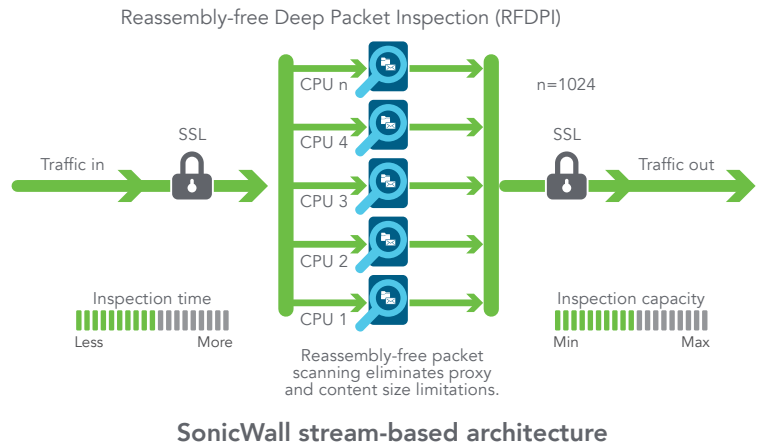 Reassembly-free Deep Packet Inspection (RFDPI)
CPU n
n=1024
SSL
SSL
CPU 4
Traffic in
Traffic out
CPU 3
CPU 2
Inspection time
Inspection capacity
CPU 1
Less
More
Min
Max
Reassembly-free packet
scanning eliminates proxy
and content size limitations.
SonicWall stream-based architecture